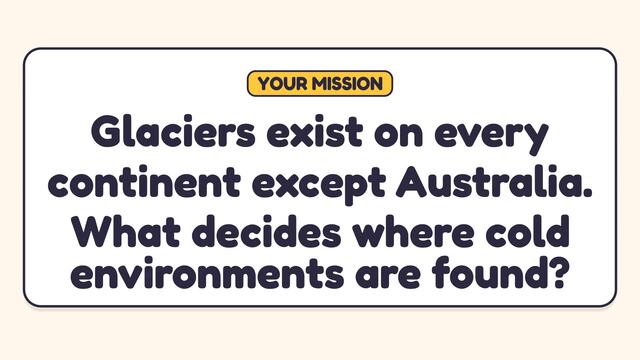 YOUR MISSION
Glaciers exist on every
continent except Australia.
What decides where cold
environments are found?